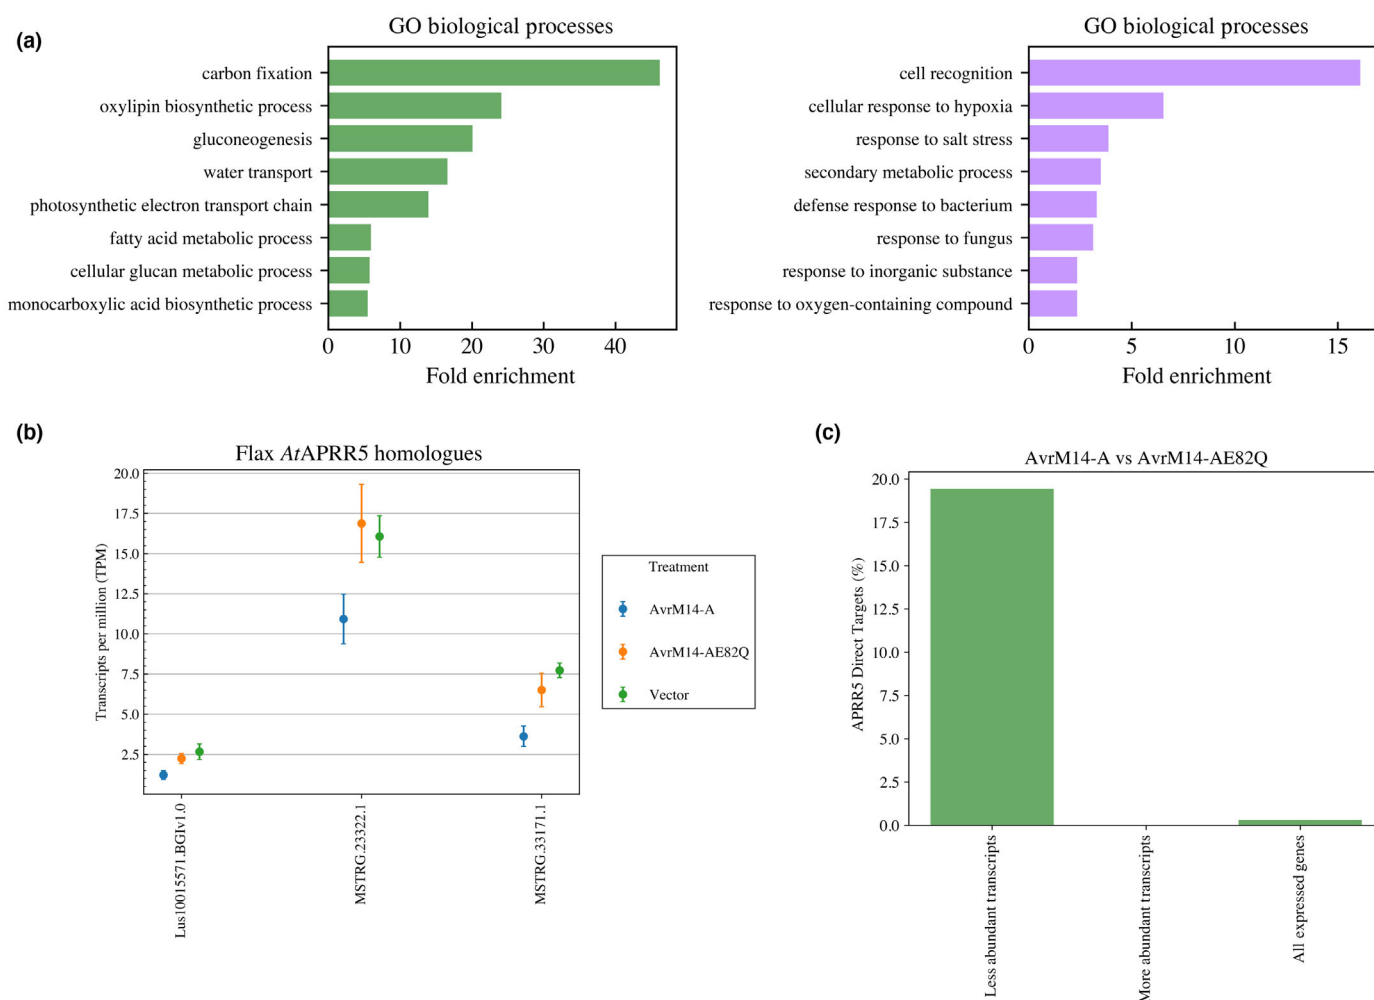 (a)
GO biological processes
carbon fixation
oxylipin biosynthetic process
gluconeogenesis
water transport
photosynthetic electron transport chain
fatty acid metabolic process
cellular glucan metabolic process
monocarboxylic acid biosynthetic process
0 10 20 30 40
Fold enrichment
GO biological processes
cell recognition
cellular response to hypoxia
response to salt stress
secondary metabolic process
defense response to bacterium
response to fungus
response to inorganic substance
response to oxygen-containing compound
0 5 10 15
Fold enrichment
(b)
Flax AtAPRR5 homologues
Transcripts per million (TPM)
20.0
17.5
15.0
12.5
10.0
7.5
5.0
2.5
Lus10015571.BGIv1.0
MSTRG.23322.1
MSTRG.33171.1
Treatment
AvrM14-A
AvrM14-AE82Q
Vector
(c)
AvrM14-A vs AvrM14-AE82Q
APRR5 Direct Targets (%)
20.0
17.5
15.0
12.5
10.0
7.5
5.0
2.5
0.0
Less abundant transcripts
More abundant transcripts
All expressed genes